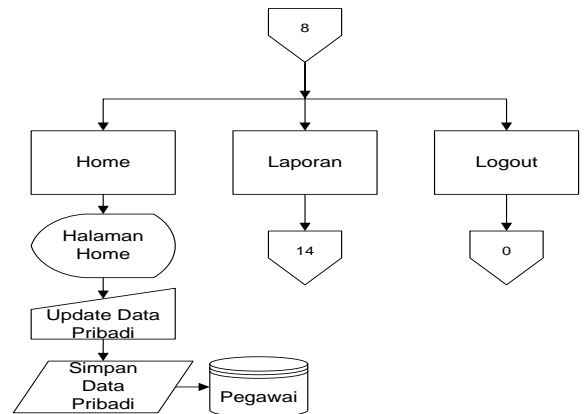 8
Home
Laporan
Logout
Halaman
Home
14
0
Update Data
Pribadi
Simpan
Data
Pribadi
Pegawai